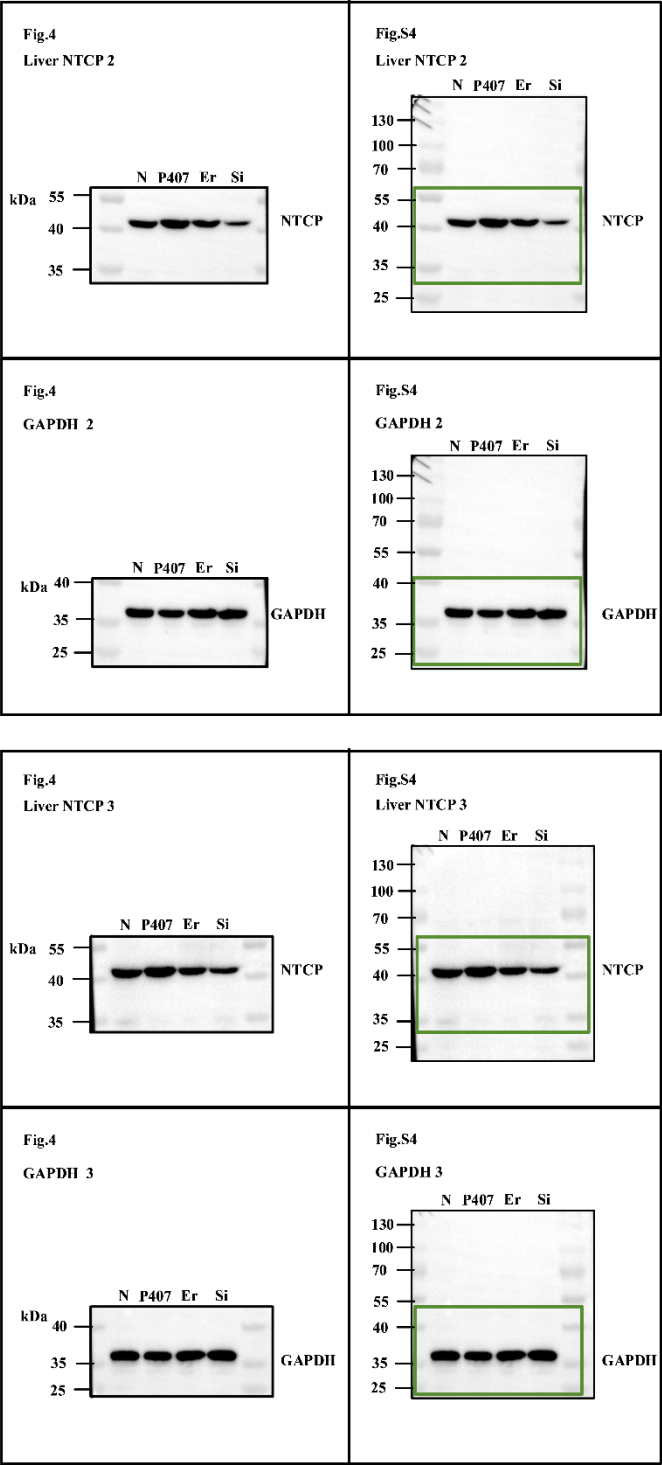 Fig.4
Liver NTCP 2
N P407 Er Si
kDa
55
40
35
NTCP
Fig.S4
Liver NTCP 2
N P407 Er Si
130
100
70
55
40
35
25
NTCP
Fig.4
GAPDH 2
N P407 Er Si
kDa
40
35
25
GAPDH
Fig.S4
GAPDH 2
N P407 Er Si
130
100
70
55
40
35
25
GAPDH
Fig.4
Liver NTCP 3
N P407 Er Si
kDa
55
40
35
NTCP
Fig.S4
Liver NTCP 3
N P407 Er Si
130
100
70
55
40
35
25
NTCP
Fig.4
GAPDH 3
N P407 Er Si
kDa
40
35
25
GAPDH
Fig.S4
GAPDH 3
N P407 Er Si
130
100
70
55
40
35
25
GAPDH